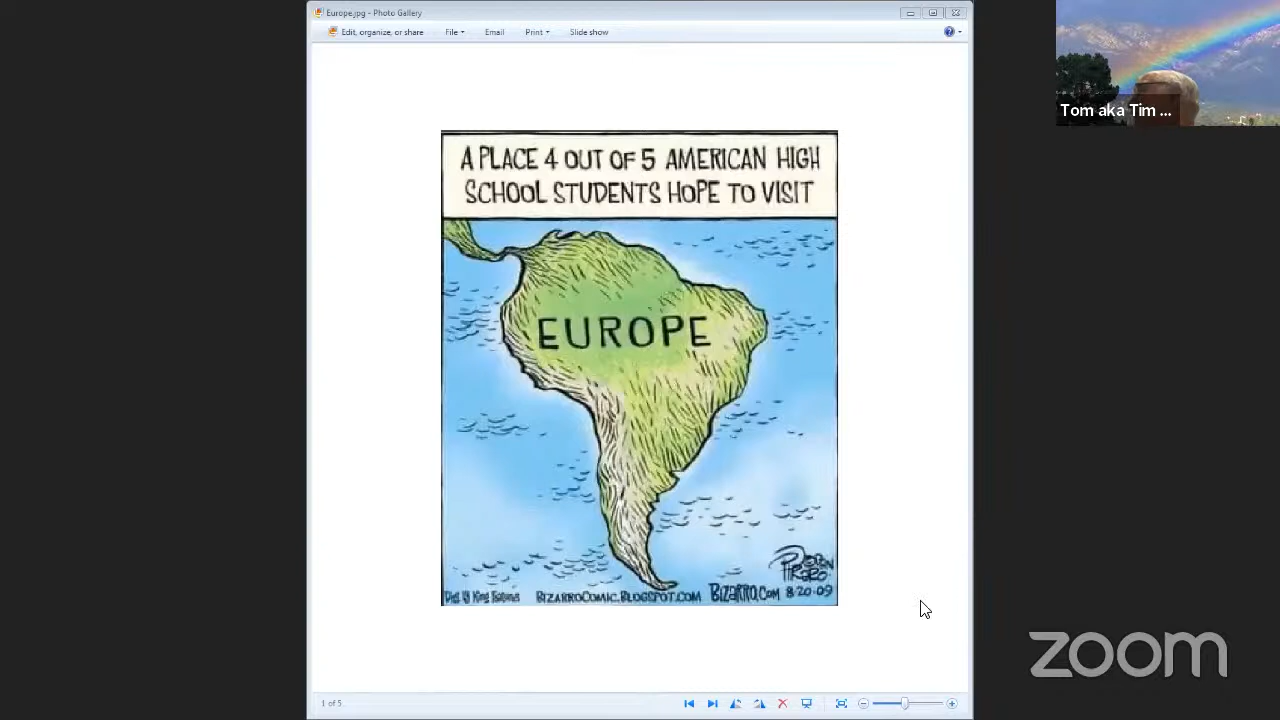 Europe.jpg - Photo Gallery
Edit, organize, or share File Email Print Slide show
Tom aka Tim ...
A PLACE 4 OUT OF 5 AMERICAN HIGH
SCHOOL STUDENTS HOPE TO VISIT
EUROPE
PIRARO
BIZARROCOMIC.BLOGSPOT.COM BIZARRO.COM 8-20-09
1 of 5
zoom